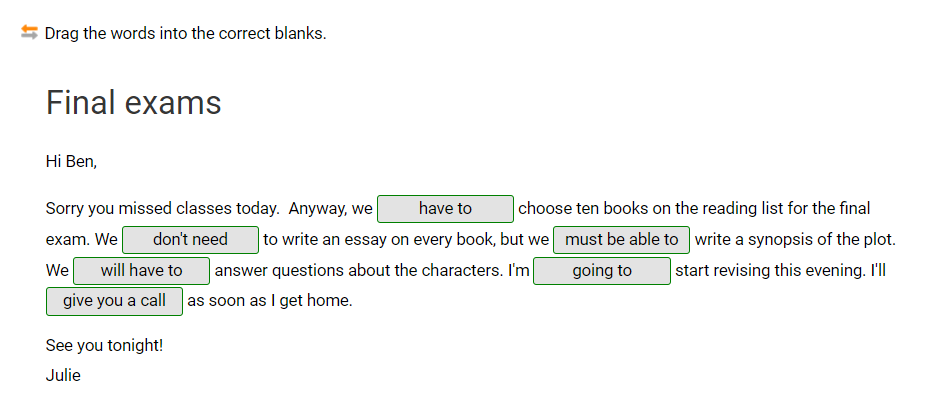 Drag the words into the correct blanks.
Final exams
Hi Ben,
Sorry you missed classes today. Anyway, we have to choose ten books on the reading list for the final
exam. We don't need to write an essay on every book, but we must be able to write a synopsis of the plot.
We will have to answer questions about the characters. I'm going to start revising this evening. I'll
give you a call as soon as I get home.
See you tonight!
Julie